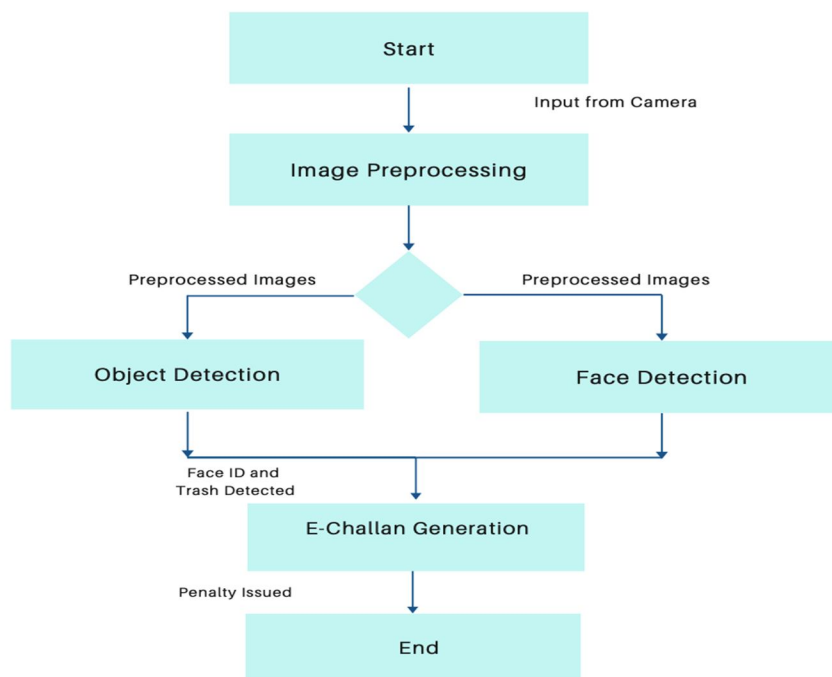 Start
Input from Camera
Image Preprocessing
Preprocessed Images
Preprocessed Images
Object Detection
Face Detection
Face ID and
Trash Detected
E-Challan Generation
Penalty Issued
End